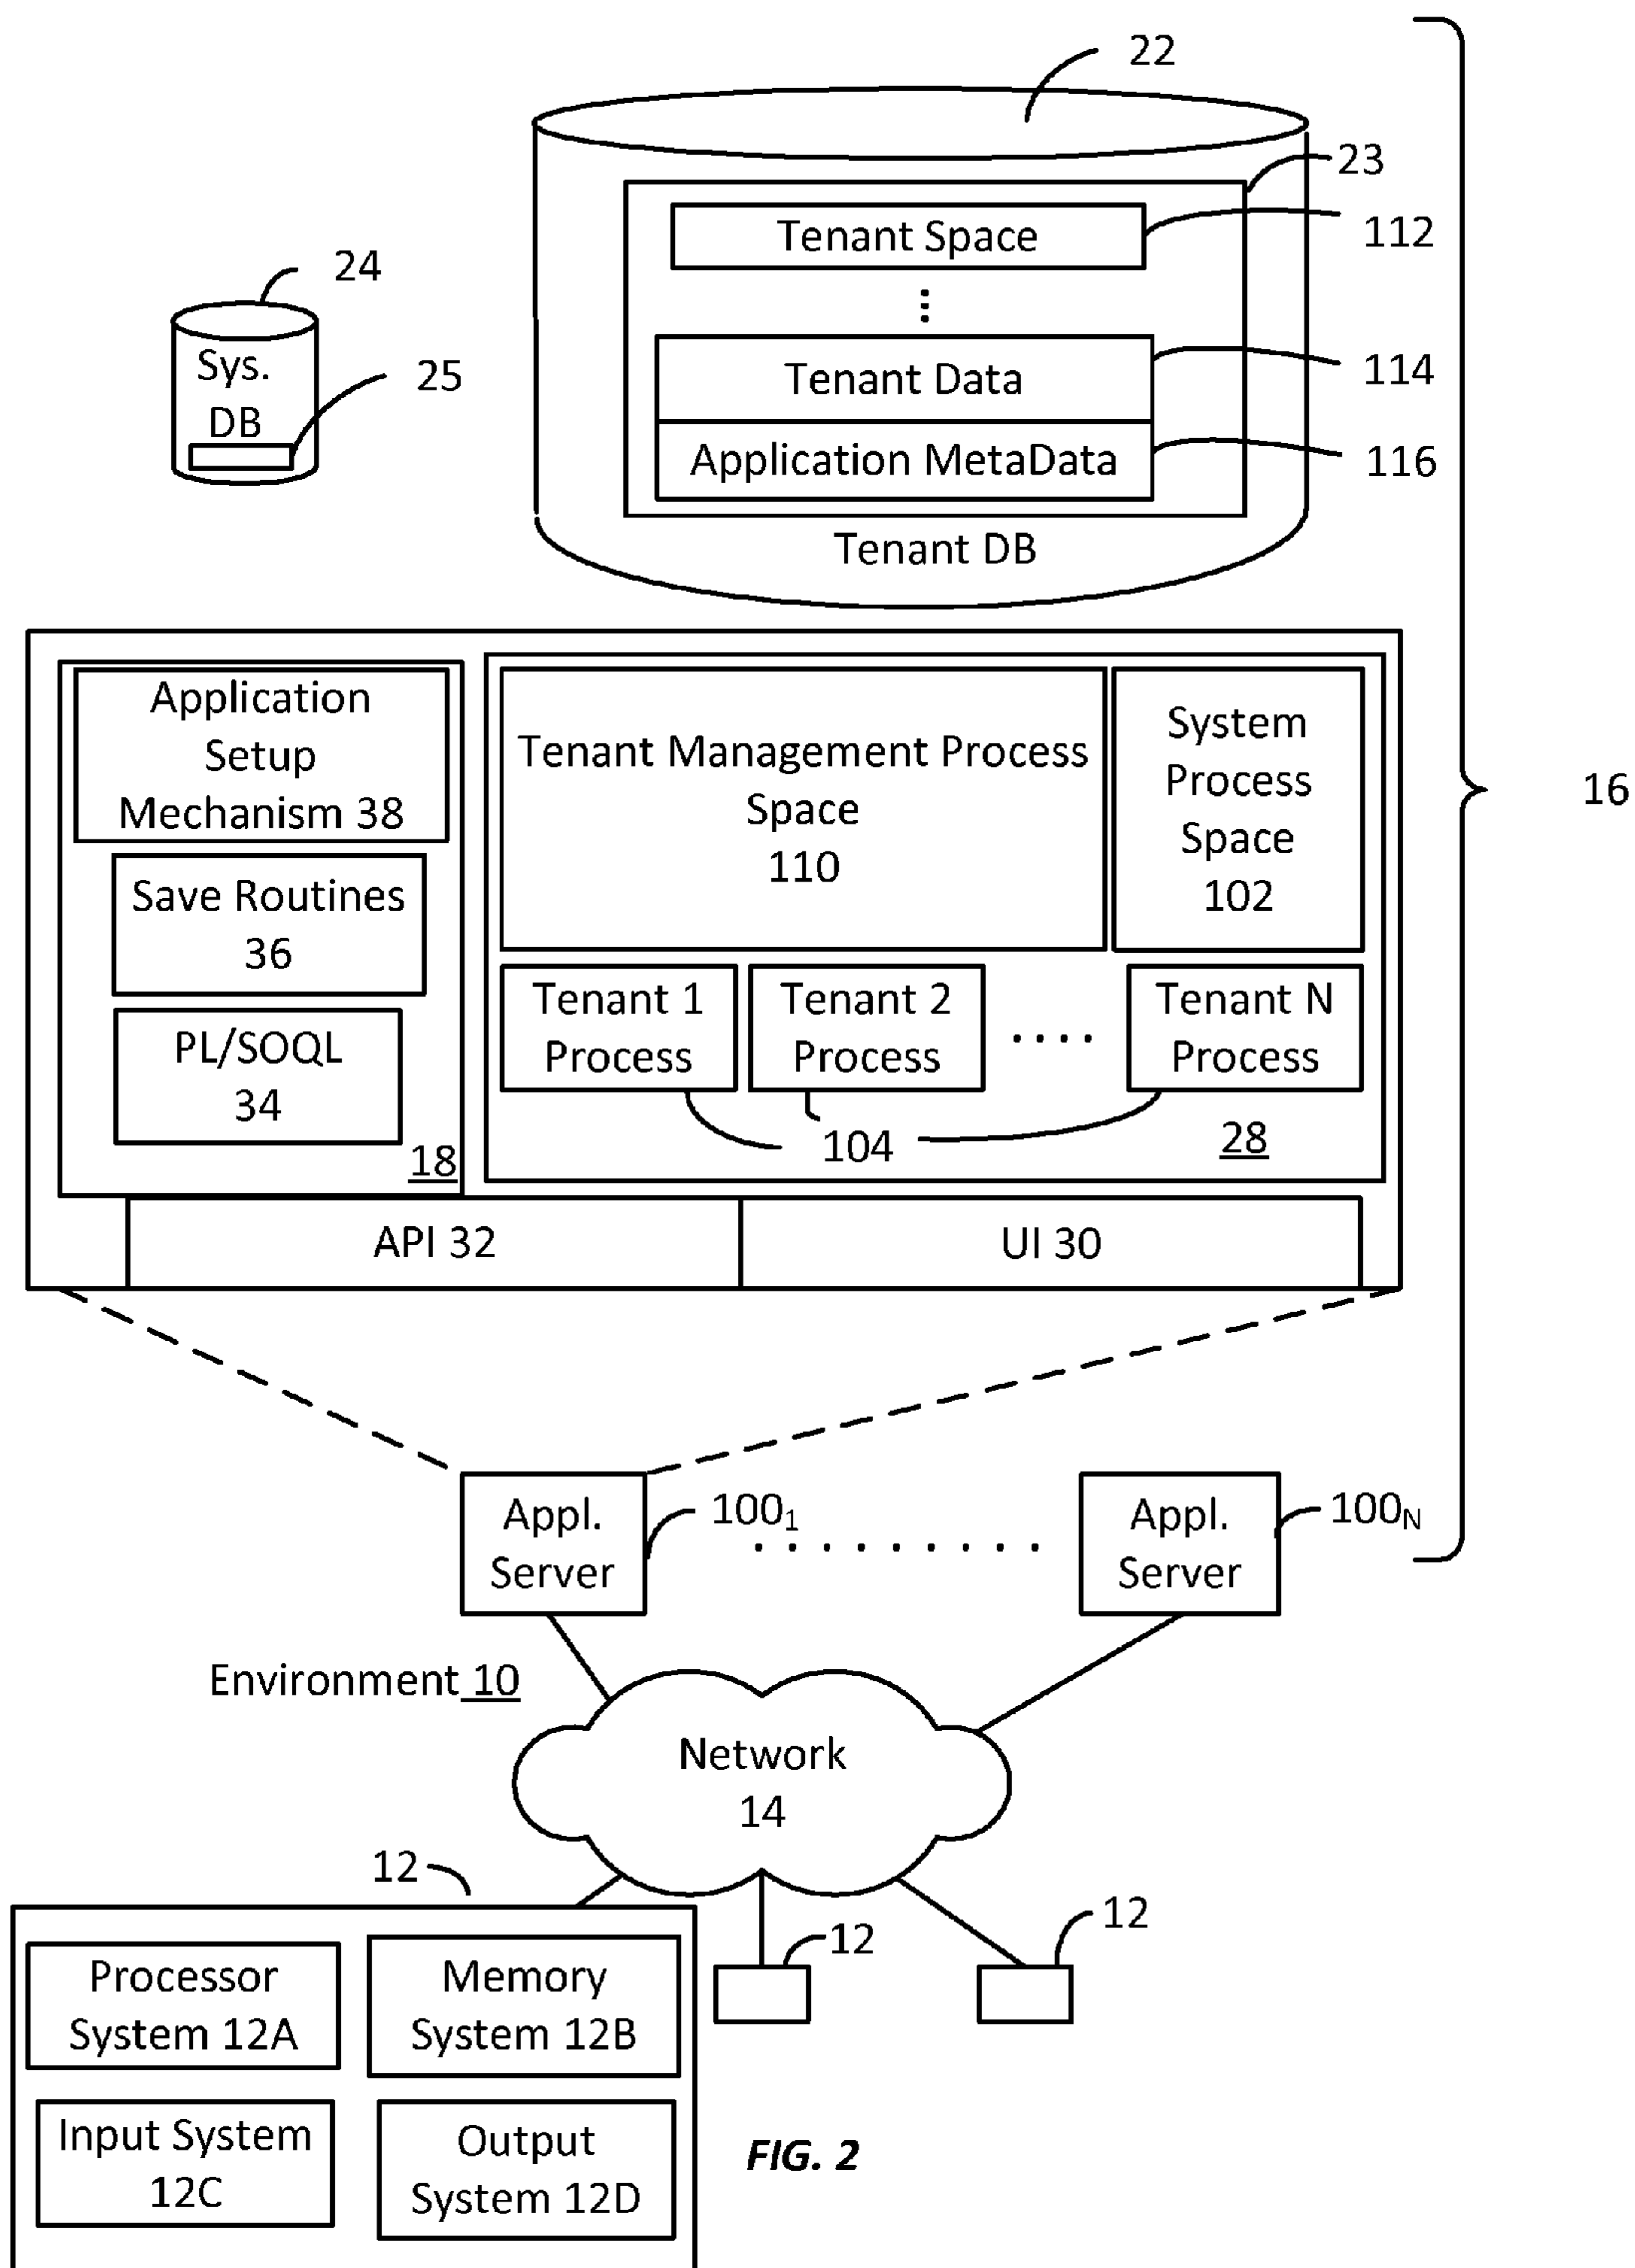 22
23
Tenant Space
112
24
Sys.
DB
25
Tenant Data
114
Application MetaData
116
Tenant DB
16
Application
Setup
Mechanism 38
Save Routines
36
PL/SOQL
34
18
Tenant Management Process
Space
110
System
Process
Space
102
Tenant 1
Process
Tenant 2
Process
Tenant N
Process
104
28
API 32
UI 30
Appl.
Server
100₁
Appl.
Server
100N
Environment 10
Network
14
12
12
12
Processor
System 12A
Memory
System 12B
Input System
12C
Output
System 12D
FIG. 2